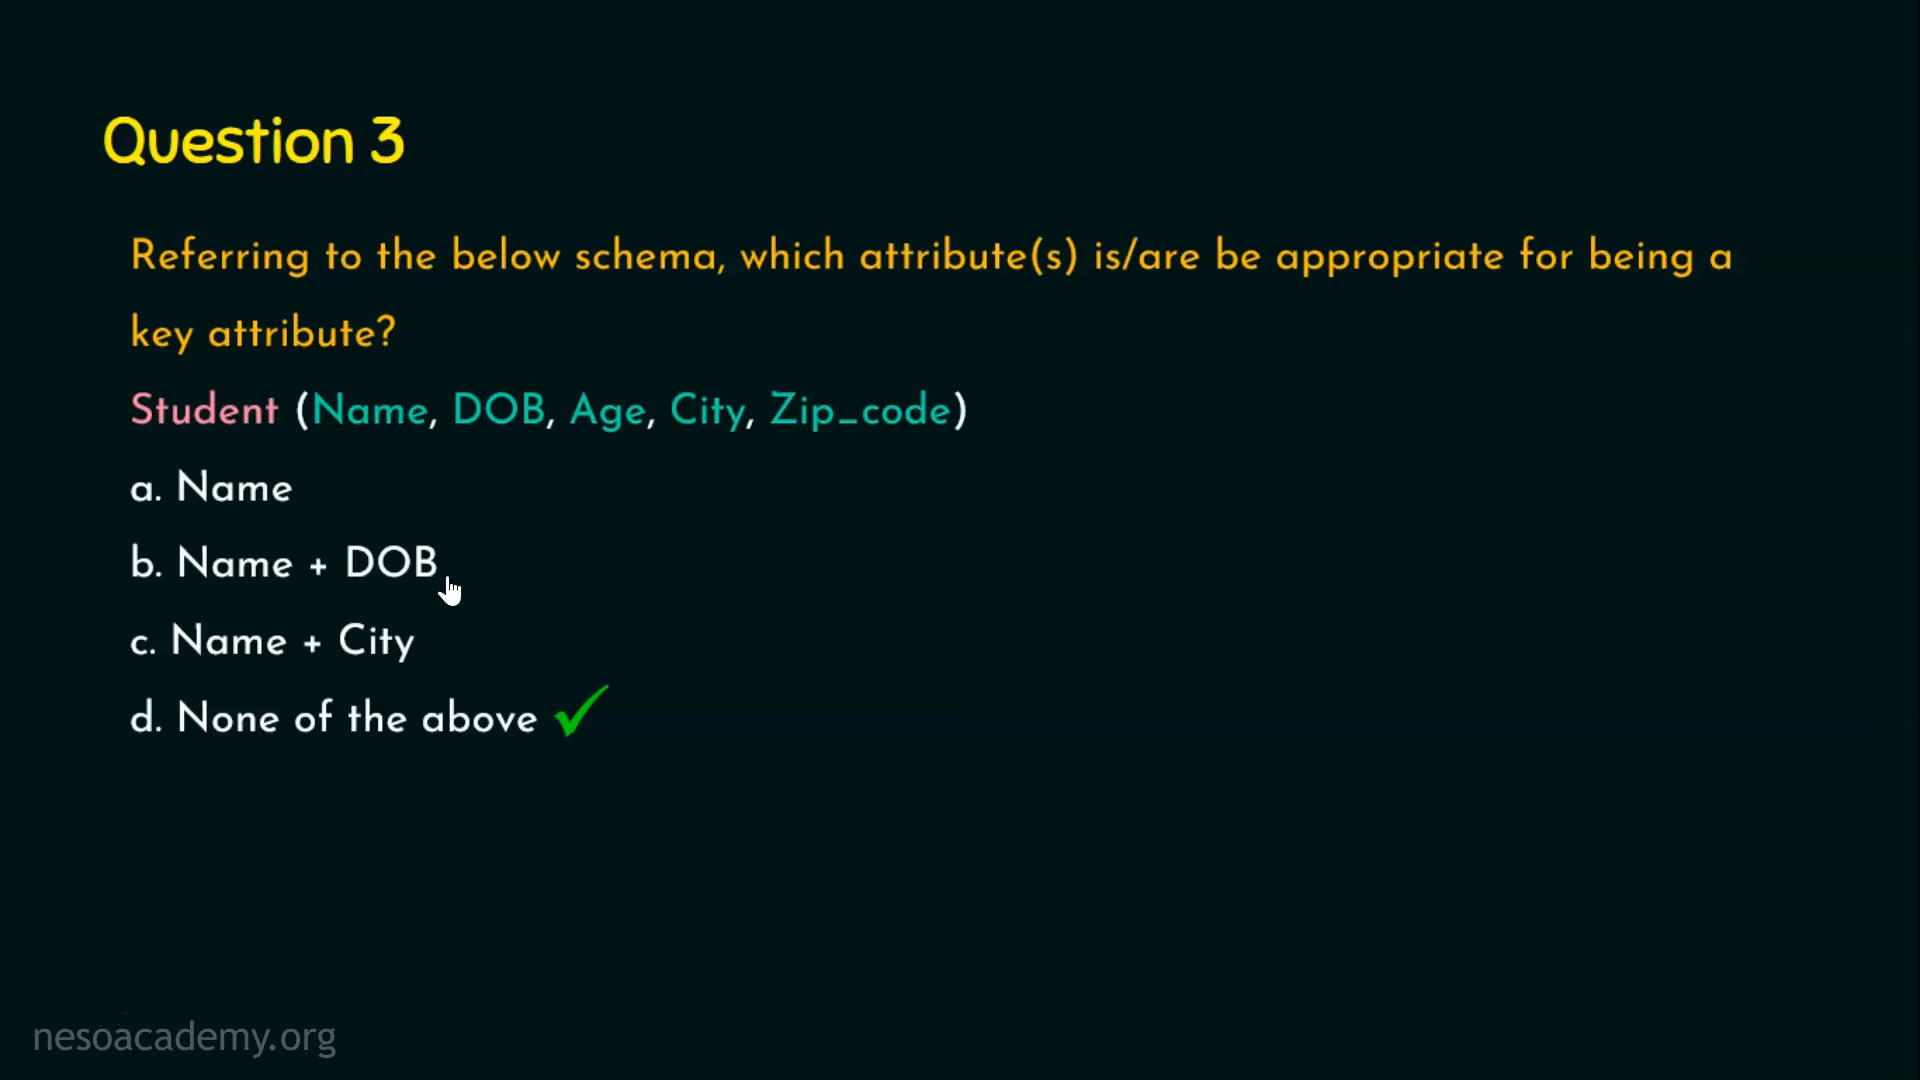 Question 3
Referring to the below schema, which attribute(s) is/are be appropriate for being a
key attribute?
Student (Name, DOB, Age, City, Zip_code)
a. Name
b. Name + DOB
c. Name + City
d. None of the above
nesoacademy.org